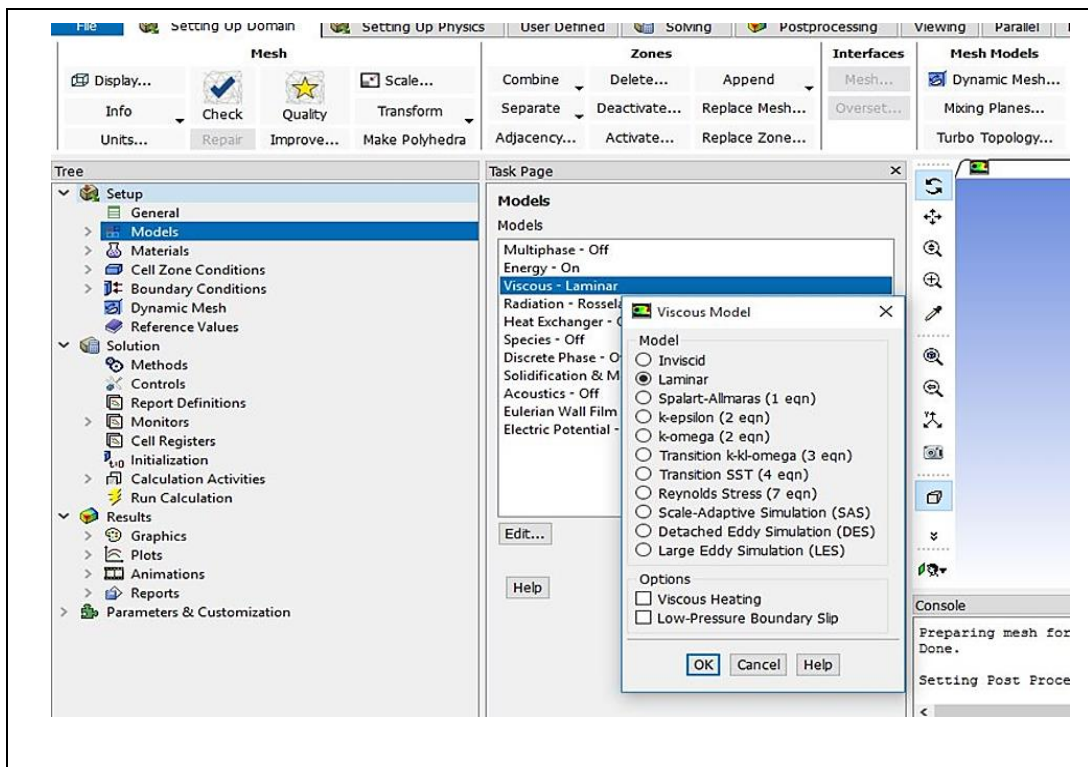 File Setting Up Domain Setting Up Physics User Defined Solving Postprocessing Viewing Parallel
Mesh Zones Interfaces Mesh Models
Display... Scale... Combine Delete... Append Mesh... Dynamic Mesh...
Info Check Quality Transform Separate Deactivate... Replace Mesh... Overset... Mixing Planes...
Units... Repair Improve... Make Polyhedra Adjacency... Activate... Replace Zone... Turbo Topology...
Tree
Setup
General
Models
Materials
Cell Zone Conditions
Boundary Conditions
Dynamic Mesh
Reference Values
Solution
Methods
Controls
Report Definitions
Monitors
Cell Registers
Initialization
Calculation Activities
Run Calculation
Results
Graphics
Plots
Animations
Reports
Parameters & Customization
Task Page
Models
Models
Multiphase - Off
Energy - On
Viscous - Laminar
Radiation - Rossel
Heat Exchanger -
Species - Off
Discrete Phase - O
Solidification & M
Acoustics - Off
Eulerian Wall Film
Electric Potential -
Edit...
Help
Viscous Model
Model
Inviscid
Laminar
Spalart-Allmaras (1 eqn)
k-epsilon (2 eqn)
k-omega (2 eqn)
Transition k-kl-omega (3 eqn)
Transition SST (4 eqn)
Reynolds Stress (7 eqn)
Scale-Adaptive Simulation (SAS)
Detached Eddy Simulation (DES)
Large Eddy Simulation (LES)
Options
Viscous Heating
Low-Pressure Boundary Slip
OK Cancel Help
Console
Preparing mesh for
Done.
Setting Post Proce